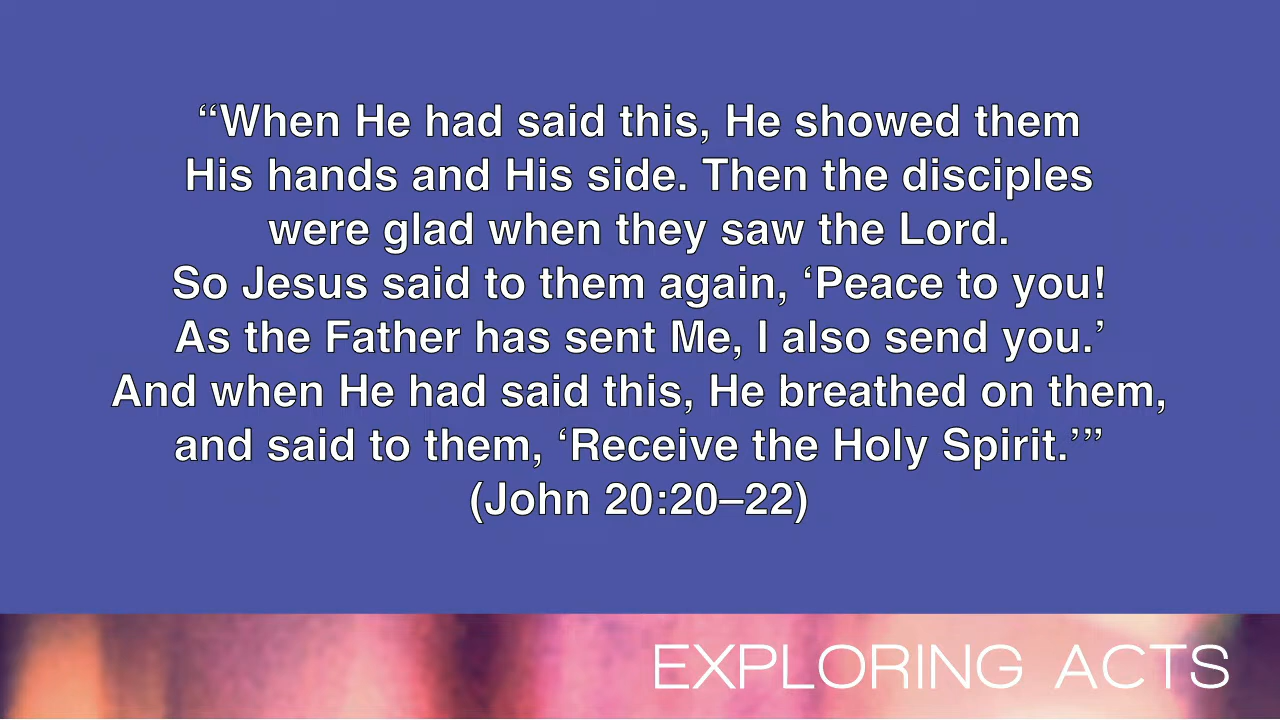 “When He had said this, He showed them
His hands and His side. Then the disciples
were glad when they saw the Lord.
So Jesus said to them again, ‘Peace to you!
As the Father has sent Me, I also send you.’
And when He had said this, He breathed on them,
and said to them, ‘Receive the Holy Spirit.’”
(John 20:20–22)
EXPLORING ACTS